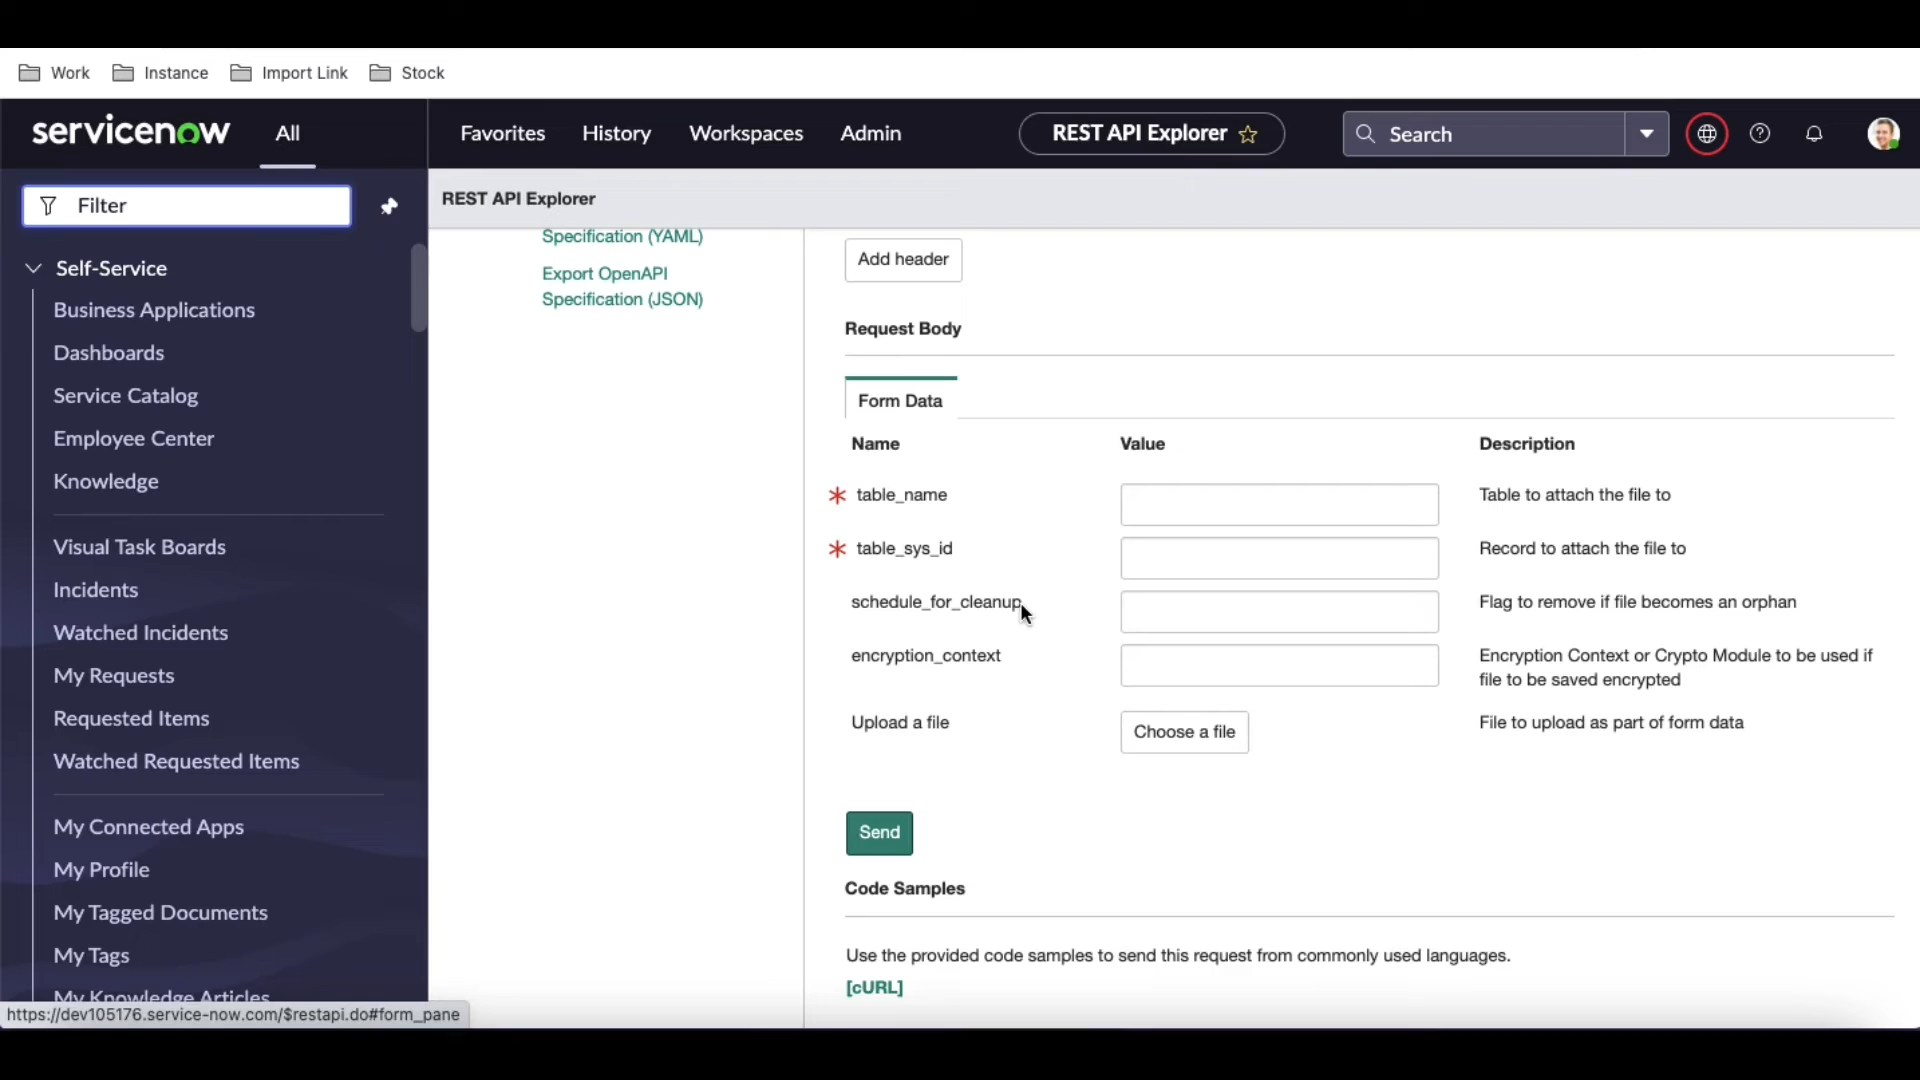 Work Instance Import Link Stock
servicenow All Favorites History Workspaces Admin REST API Explorer Search
Filter
REST API Explorer
Self-Service
Business Applications
Dashboards
Service Catalog
Employee Center
Knowledge
Visual Task Boards
Incidents
Watched Incidents
My Requests
Requested Items
Watched Requested Items
My Connected Apps
My Profile
My Tagged Documents
My Tags
My Knowledge Articles
https://dev105176.service-now.com/$restapi.do#form_pane
Specification (YAML)
Export OpenAPI
Specification (JSON)
Add header
Request Body
Form Data
Name Value Description
* table_name Table to attach the file to
* table_sys_id Record to attach the file to
schedule_for_cleanup Flag to remove if file becomes an orphan
encryption_context Encryption Context or Crypto Module to be used if
file to be saved encrypted
Upload a file Choose a file File to upload as part of form data
Send
Code Samples
Use the provided code samples to send this request from commonly used languages.
[cURL]